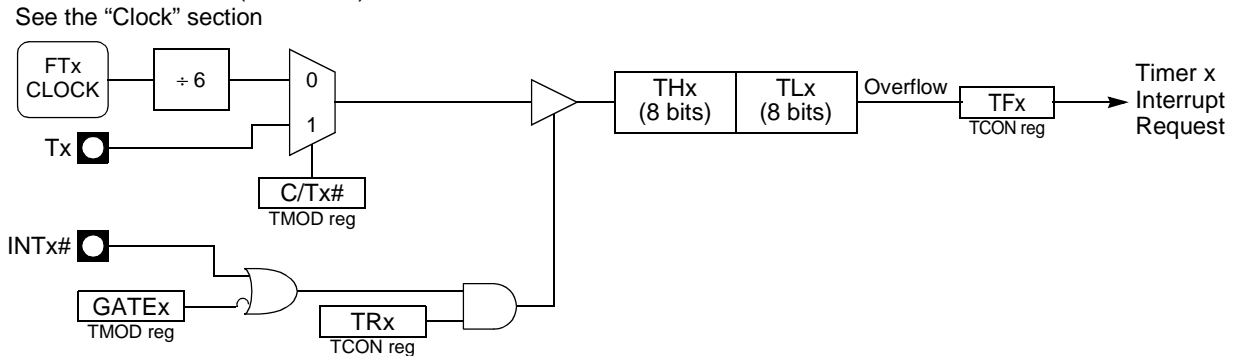 See the “Clock” section
FTx
CLOCK
÷ 6
0
1
Tx
C/Tx#
TMOD reg
THx
(8 bits)
TLx
(8 bits)
Overflow
TFx
TCON reg
Timer x
Interrupt
Request
INTx#
GATEx
TMOD reg
TRx
TCON reg